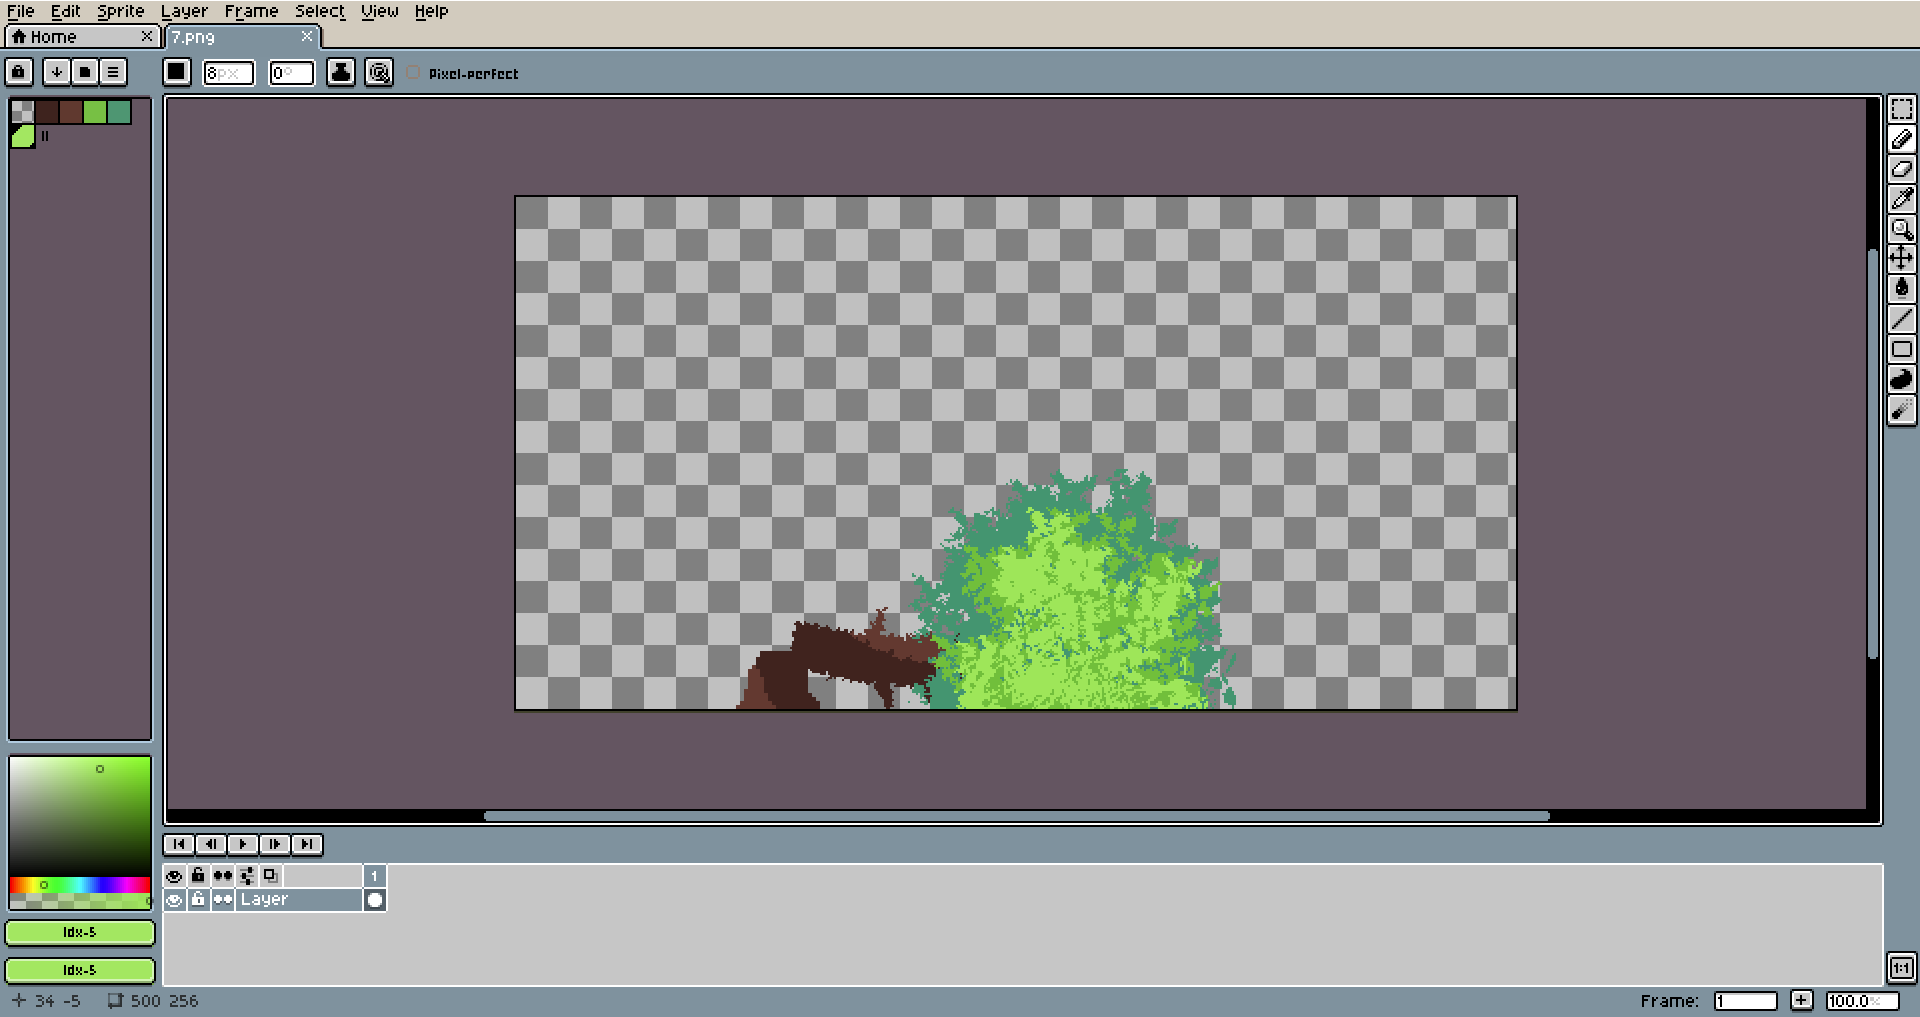 File Edit Sprite Layer Frame Select View Help
Home 7.png
8px 0° Pixel-perfect
1
Layer
Idx-5
Idx-5
34 -5 500 256 Frame: 1 100.0%
1:1